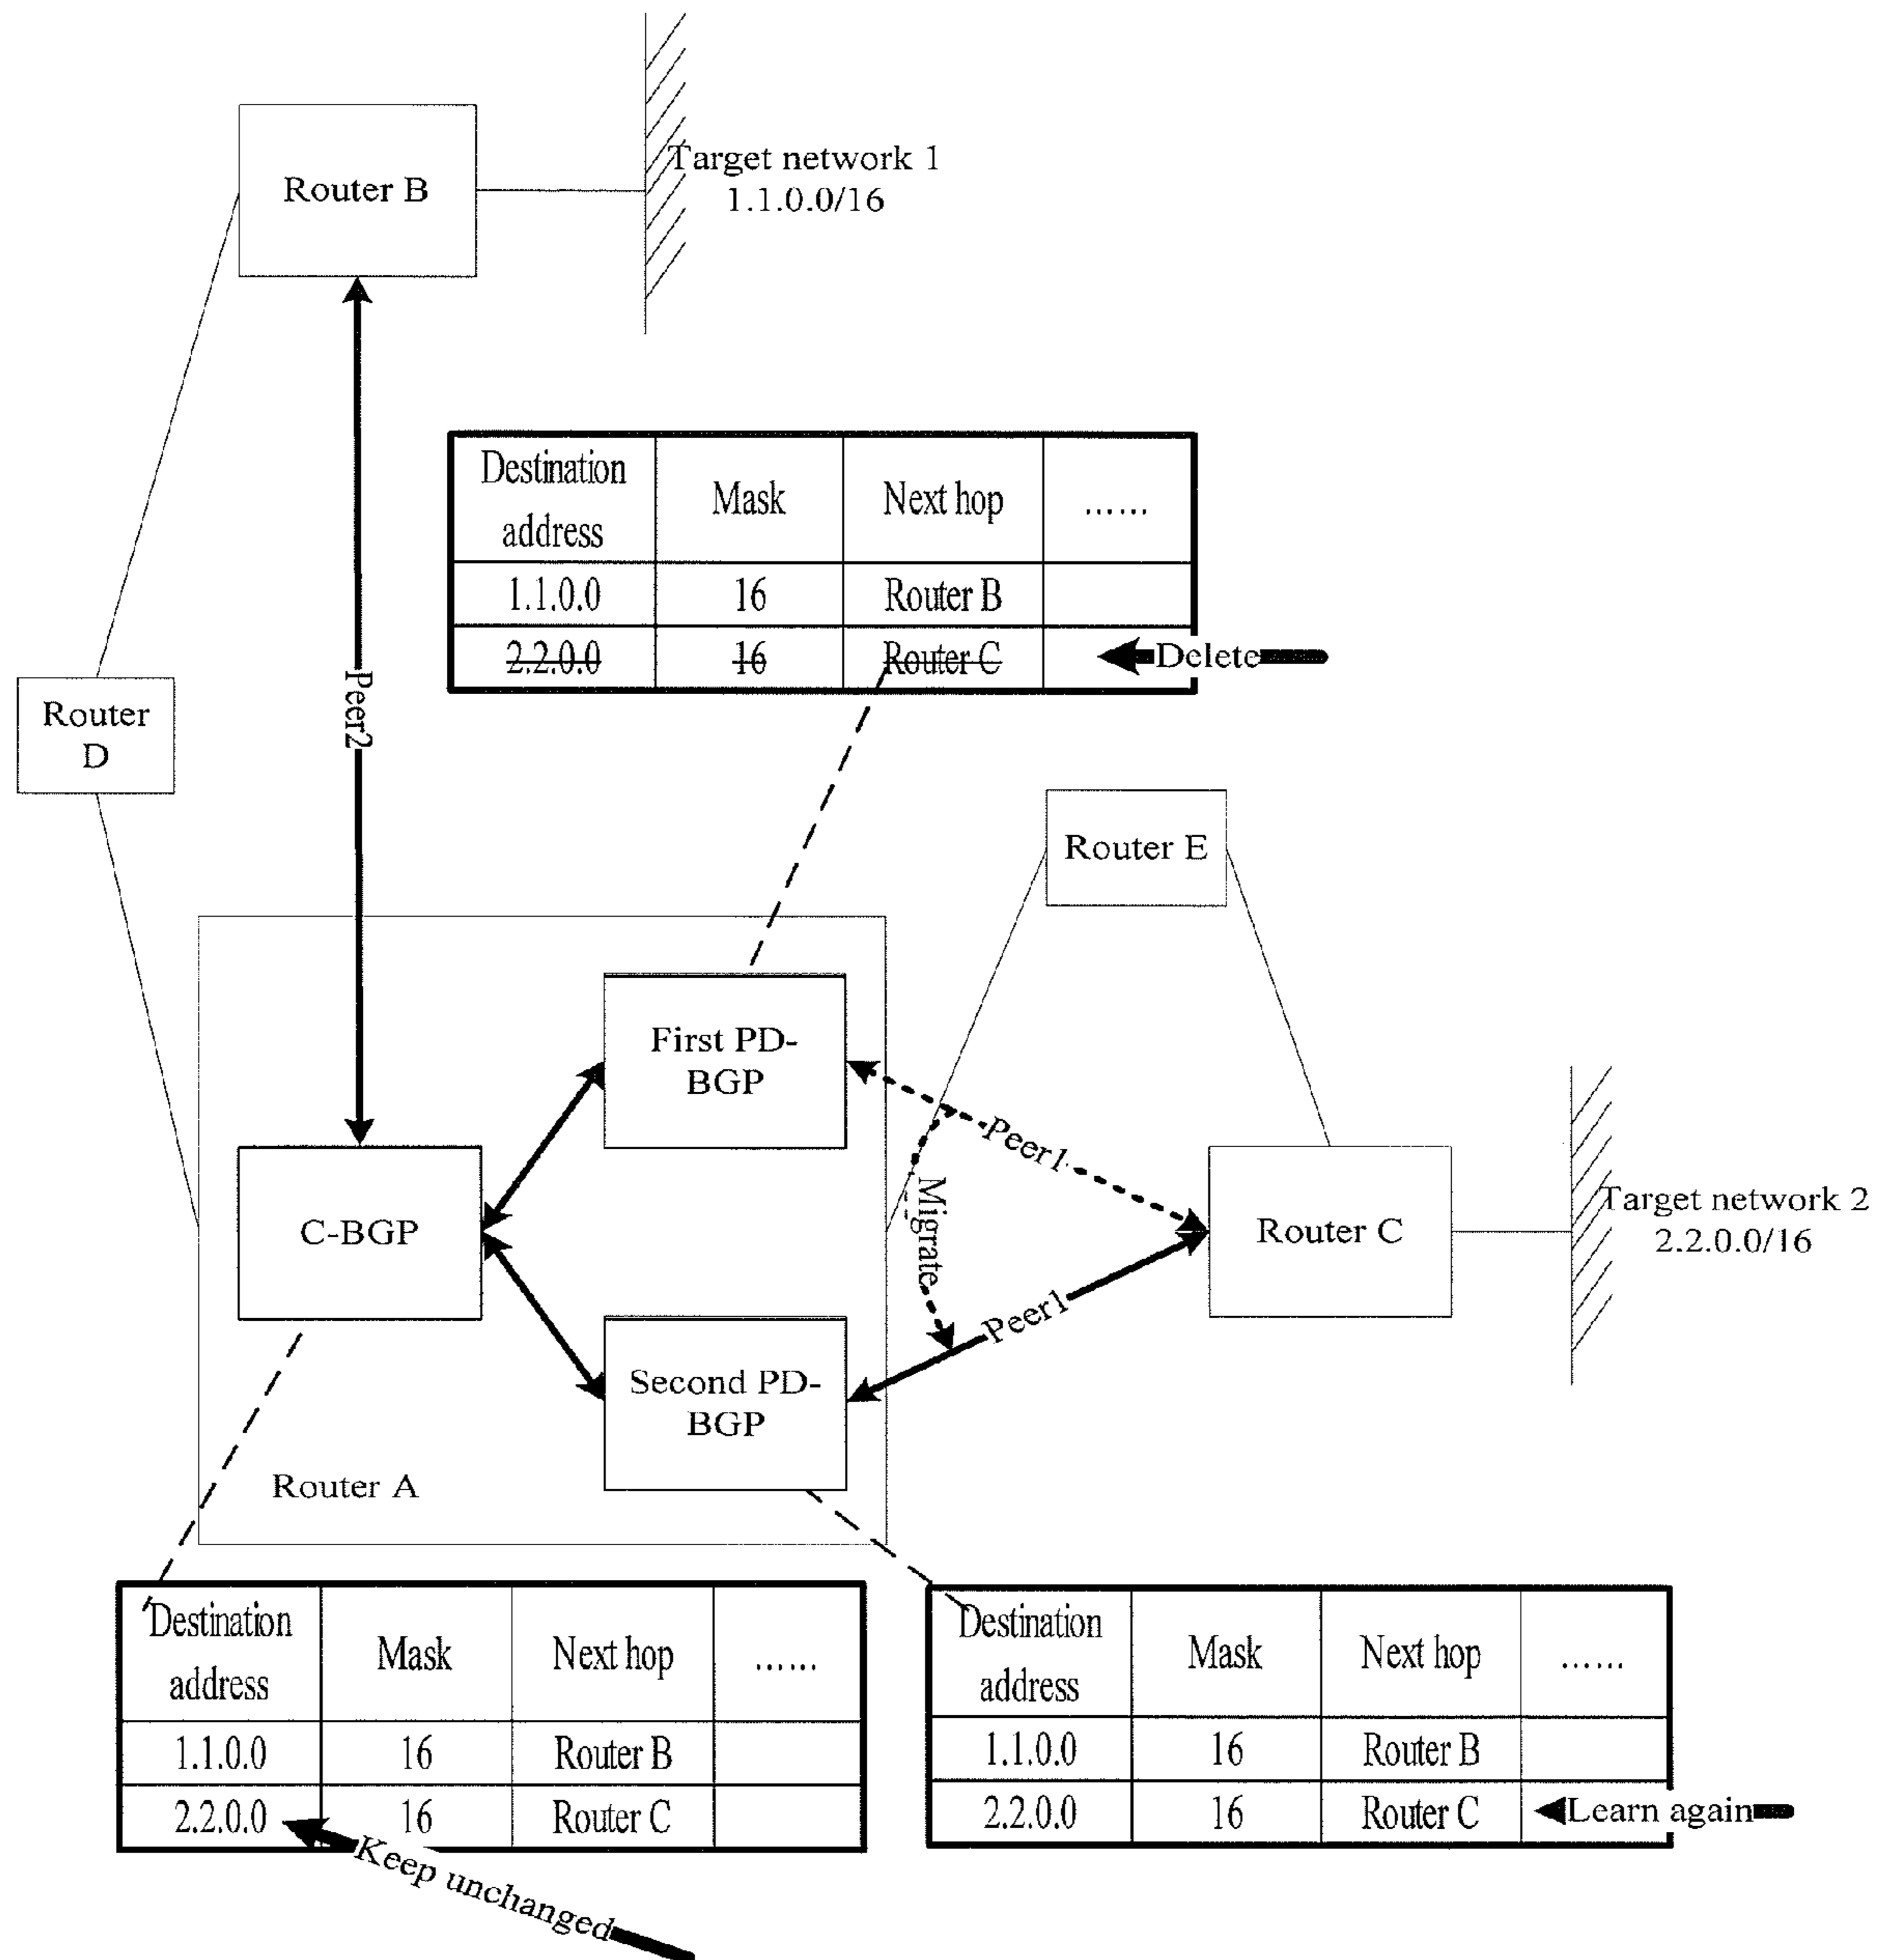 Router B
Target network 1
1.1.0.0/16
Peer2
Destination address Mask Next hop ......
1.1.0.0 16 Router B
2.2.0.0 16 Router C
Delete
Router D
Router E
First PD-BGP
Peer1
Migrate
C-BGP
Router C
Target network 2
2.2.0.0/16
Peer1
Second PD-BGP
Router A
Destination address Mask Next hop ......
1.1.0.0 16 Router B
2.2.0.0 16 Router C
Keep unchanged
Destination address Mask Next hop ......
1.1.0.0 16 Router B
2.2.0.0 16 Router C
Learn again